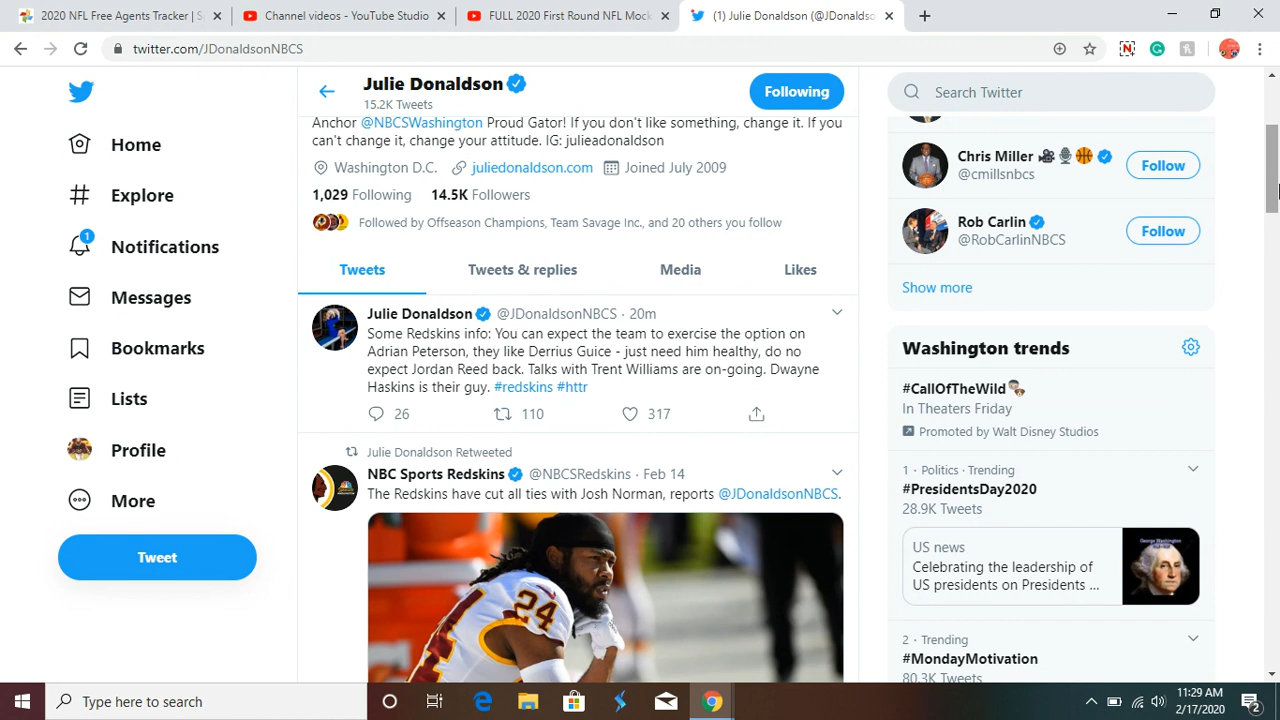 2020 NFL Free Agents Tracker | S
Channel videos - YouTube Studio
FULL 2020 First Round NFL Mock
(1) Julie Donaldson (@JDonaldso
twitter.com/JDonaldsonNBCS
Home
Explore
1
Notifications
Messages
Bookmarks
Lists
Profile
More
Tweet
Julie Donaldson
15.2K Tweets
Following
Anchor @NBCSWashington Proud Gator! If you don't like something, change it. If you
can't change it, change your attitude. IG: julieadonaldson
Washington D.C. juliedonaldson.com Joined July 2009
1,029 Following 14.5K Followers
Followed by Offseason Champions, Team Savage Inc., and 20 others you follow
Tweets Tweets & replies Media Likes
Julie Donaldson @JDonaldsonNBCS · 20m
Some Redskins info: You can expect the team to exercise the option on
Adrian Peterson, they like Derrius Guice - just need him healthy, do no
expect Jordan Reed back. Talks with Trent Williams are on-going. Dwayne
Haskins is their guy. #redskins #httr
26 110 317
Julie Donaldson Retweeted
NBC Sports Redskins @NBCSRedskins · Feb 14
The Redskins have cut all ties with Josh Norman, reports @JDonaldsonNBCS.
24
Search Twitter
Chris Miller
@cmillsnbcs
Follow
Rob Carlin
@RobCarlinNBCS
Follow
Show more
Washington trends
#CallOfTheWild
In Theaters Friday
Promoted by Walt Disney Studios
1 · Politics · Trending
#PresidentsDay2020
28.9K Tweets
US news
Celebrating the leadership of
US presidents on Presidents ...
2 · Trending
#MondayMotivation
80.3K Tweets
Type here to search
11:29 AM
2/17/2020
2